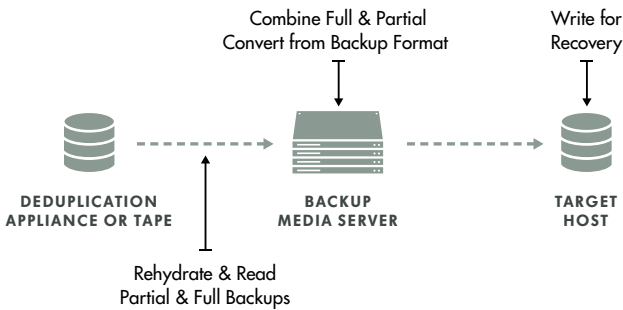 Combine Full & Partial
Convert from Backup Format
Write for
Recovery
DEDUPLICATION
APPLIANCE OR TAPE
BACKUP
MEDIA SERVER
TARGET
HOST
Rehydrate & Read
Partial & Full Backups